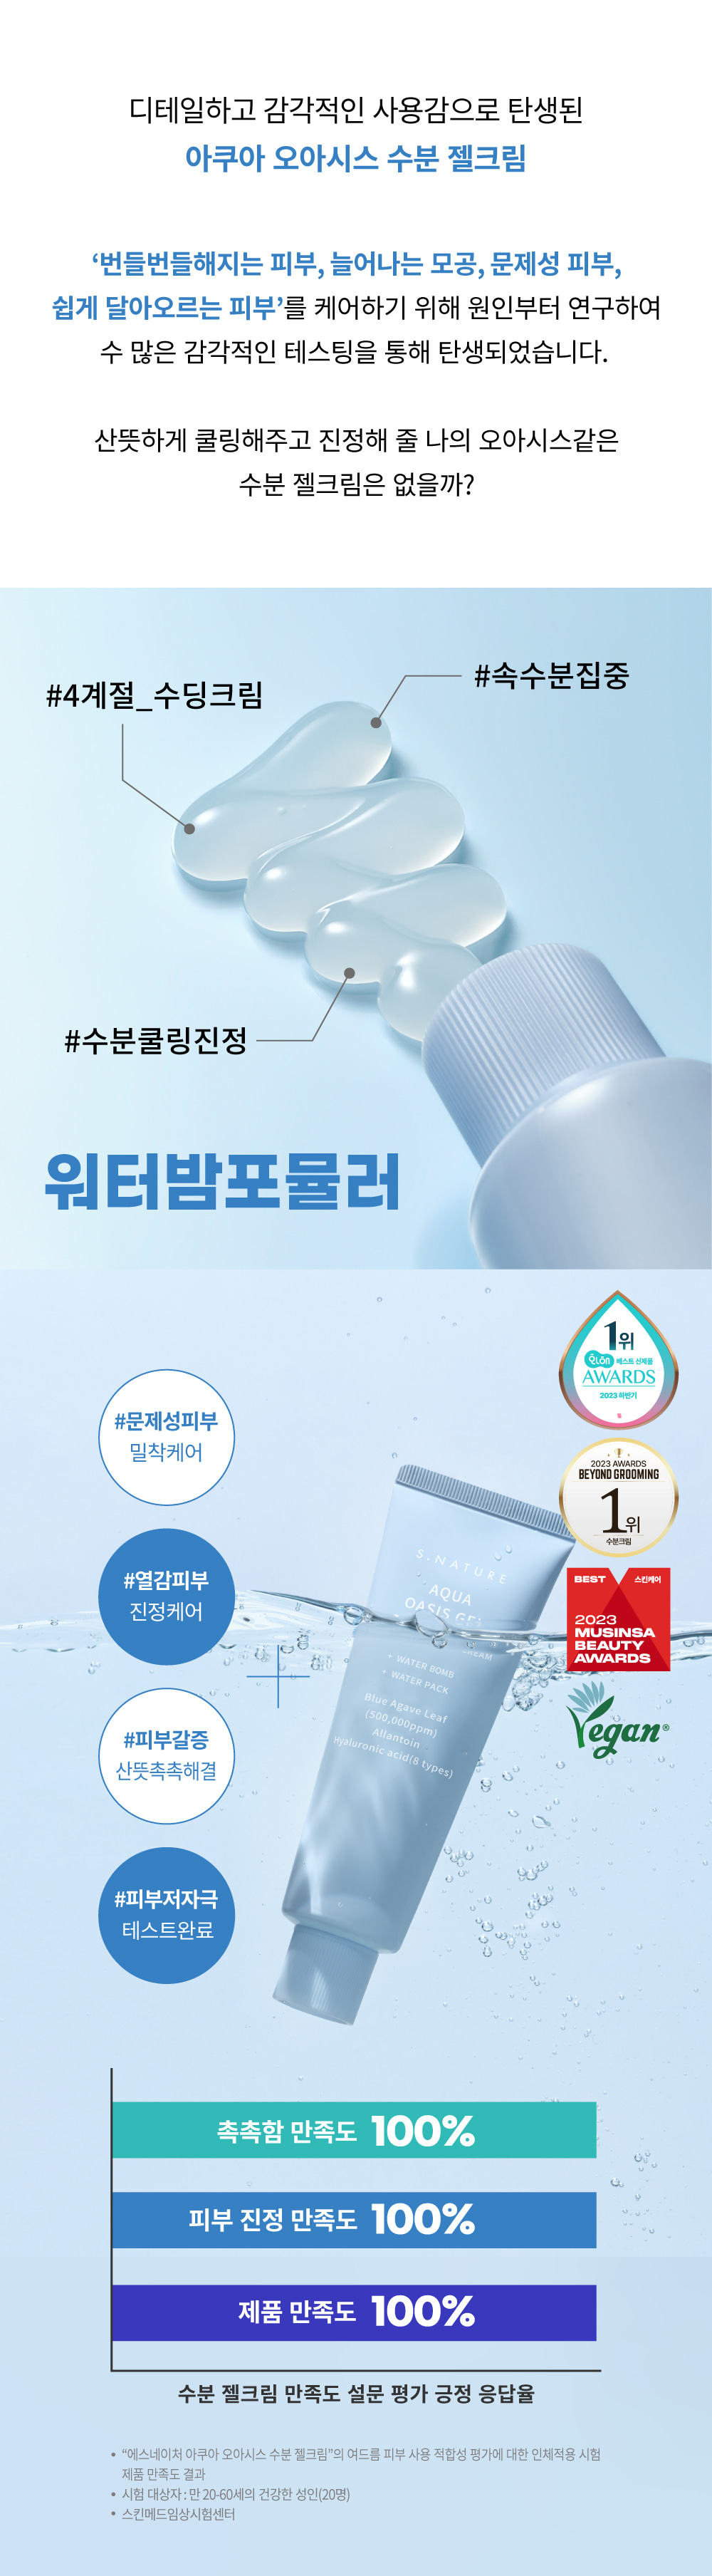 디테일하고 감각적인 사용감으로 탄생된
아쿠아 오아시스 수분 젤크림
‘번들번들해지는 피부, 늘어나는 모공, 문제성 피부,
쉽게 달아오르는 피부’를 케어하기 위해 원인부터 연구하여
수 많은 감각적인 테스팅을 통해 탄생되었습니다.
산뜻하게 쿨링해주고 진정해 줄 나의 오아시스같은
수분 젤크림은 없을까?
#속수분집중
#4계절_수딩크림
#수분쿨링진정
워터밤포뮬러
1위
베스트 신제품
AWARDS
2023 하반기
2023 AWARDS
BEYOND GROOMING
1위
수분크림
BEST 스킨케어
2023
MUSINSA
BEAUTY
AWARDS
Vegan®
#문제성피부
밀착케어
#열감피부
진정케어
#피부갈증
산뜻촉촉해결
#피부저자극
테스트완료
S.NATURE
AQUA
OASIS GEL
CREAM
+ WATER BOMB
+ WATER PACK
Blue Agave Leaf
(500,000ppm)
Allantoin
Hyaluronic acid(8 types)
촉촉함 만족도 100%
피부 진정 만족도 100%
제품 만족도 100%
수분 젤크림 만족도 설문 평가 긍정 응답율
• “에스네이처 아쿠아 오아시스 수분 젤크림”의 여드름 피부 사용 적합성 평가에 대한 인체적용 시험
제품 만족도 결과
• 시험 대상자 : 만 20-60세의 건강한 성인(20명)
• 스킨메드임상시험센터